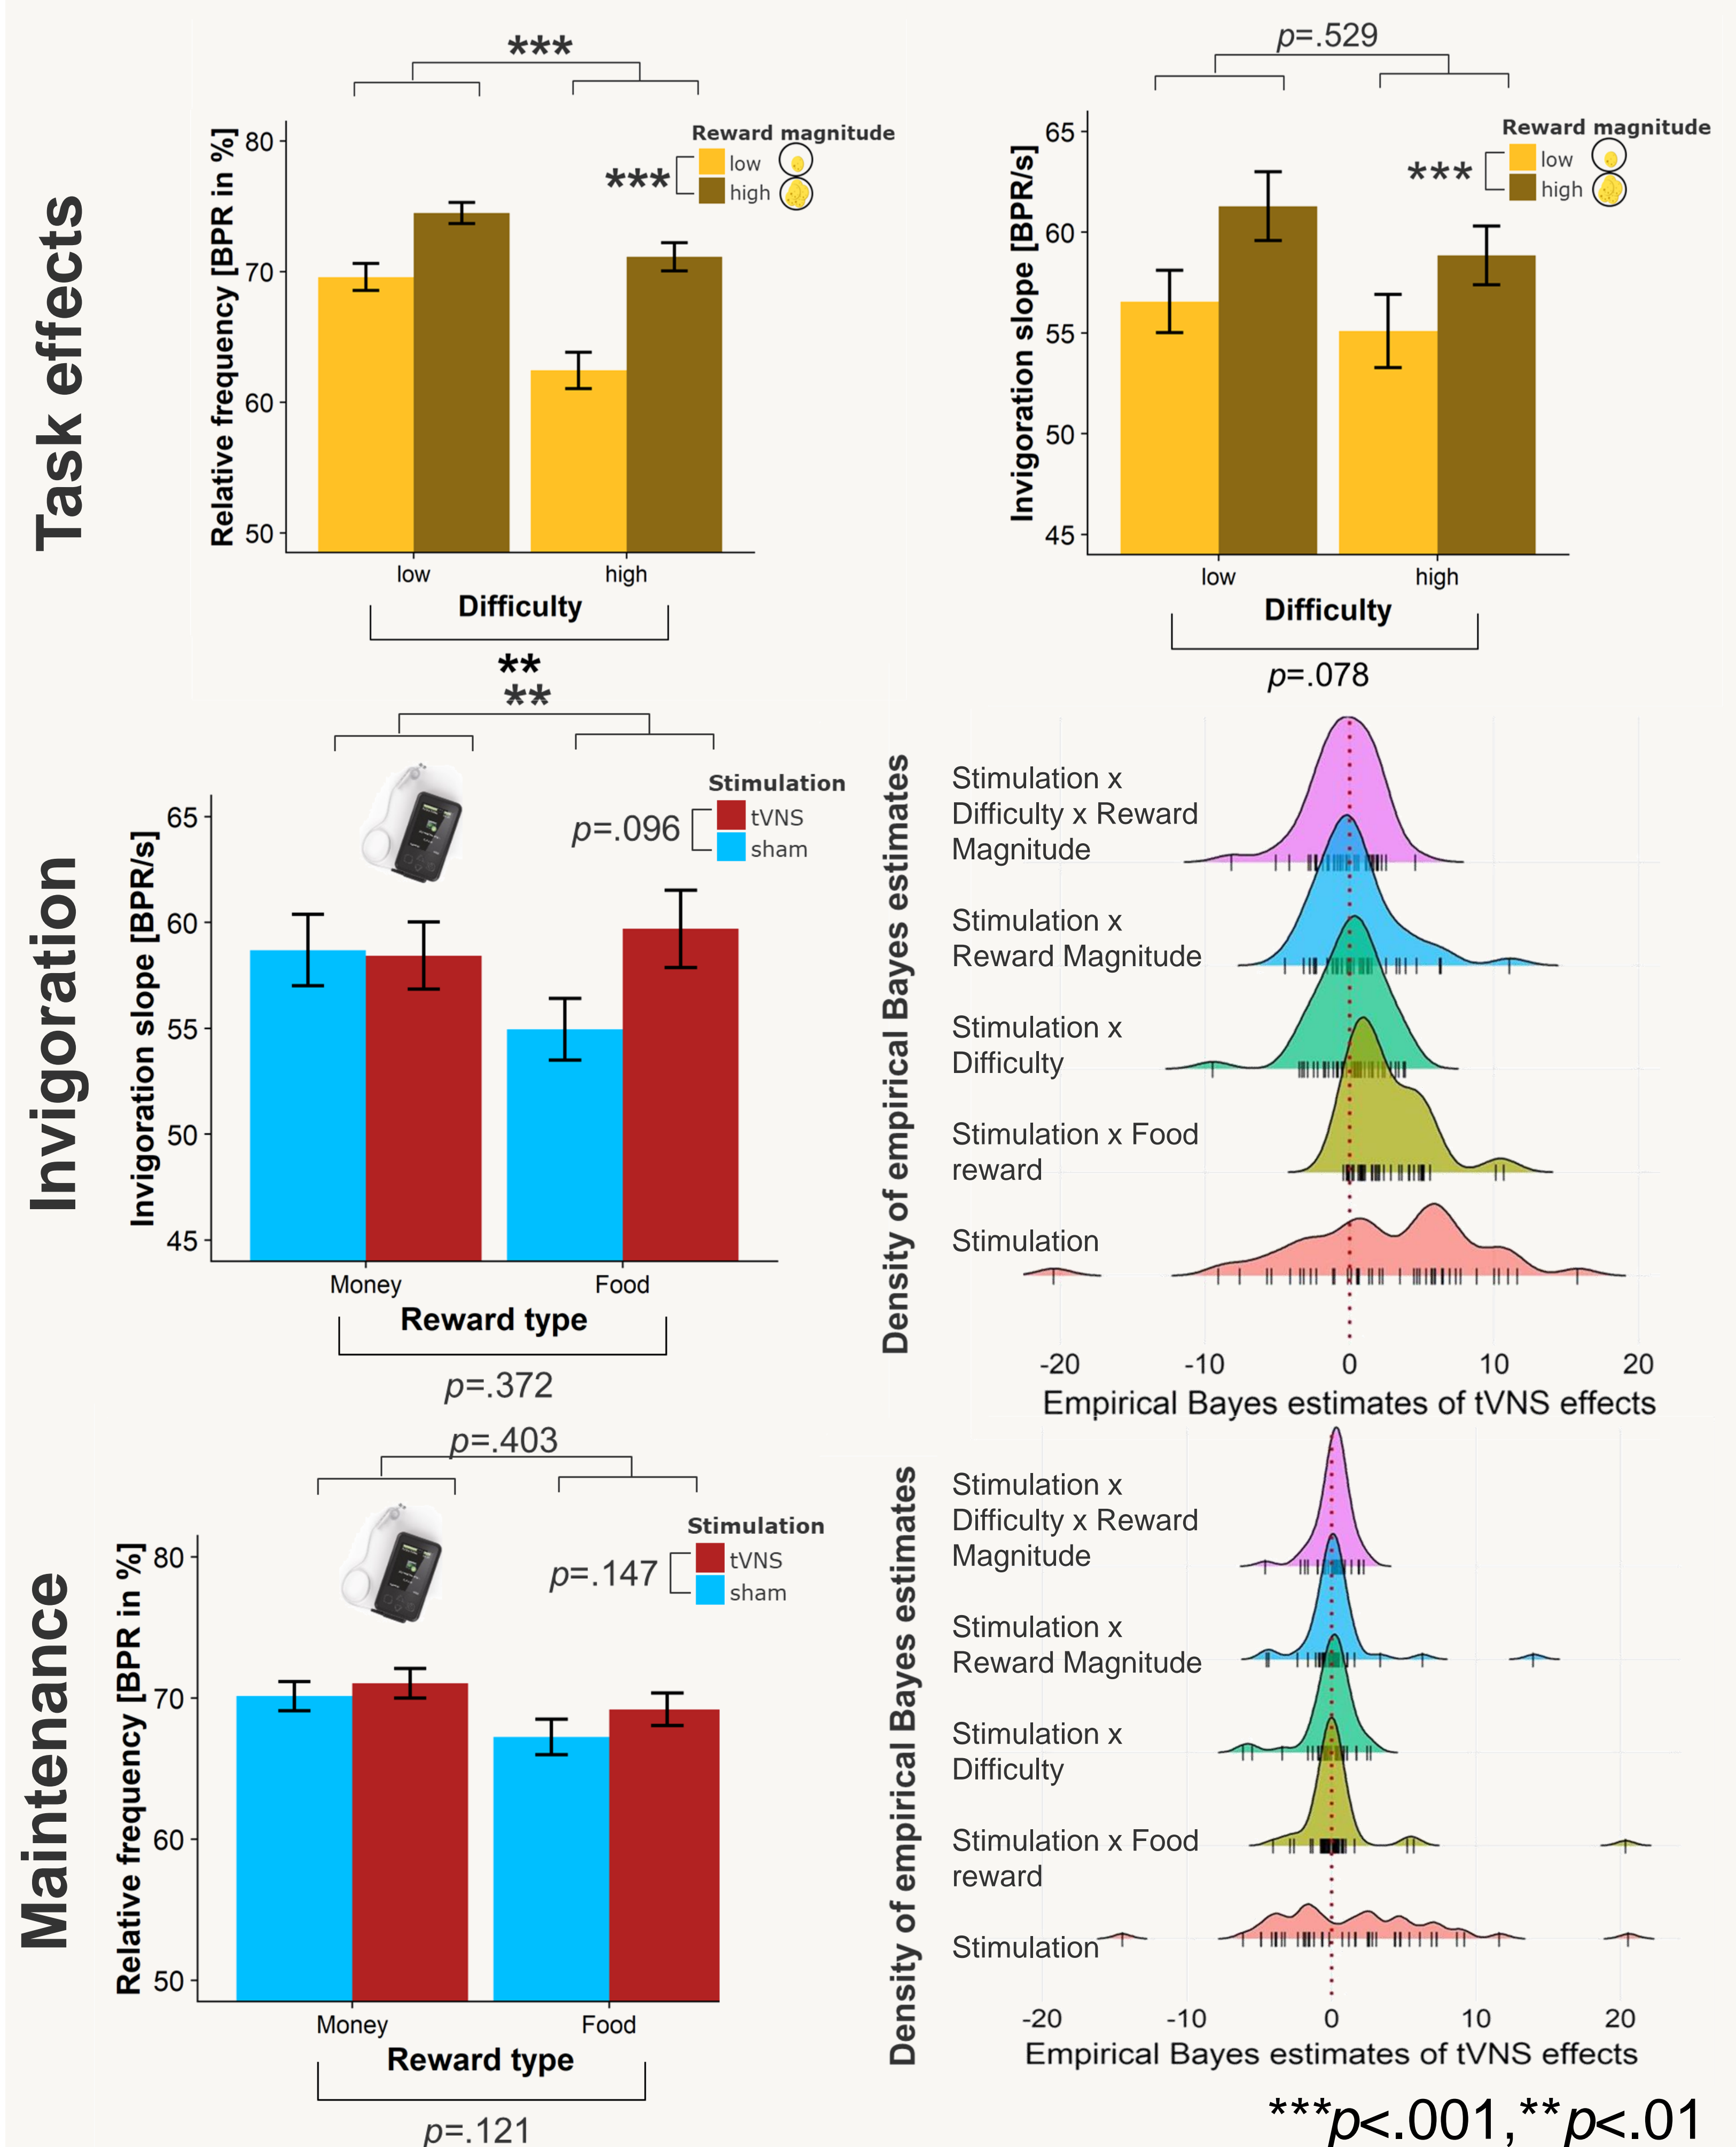 Task effects
***
Relative frequency [BPR in %]
80
70
60
50
Reward magnitude
***
low
high
low
high
Difficulty
**
p=.529
Invigoration slope [BPR/s]
65
60
55
50
45
Reward magnitude
***
low
high
low
high
Difficulty
p=.078
Invigoration
**
Invigoration slope [BPR/s]
65
60
55
50
45
Stimulation
p=.096
tVNS
sham
Money
Food
Reward type
p=.372
Density of empirical Bayes estimates
Stimulation x
Difficulty x Reward
Magnitude
Stimulation x
Reward Magnitude
Stimulation x
Difficulty
Stimulation x Food
reward
Stimulation
-20
-10
0
10
20
Empirical Bayes estimates of tVNS effects
Maintenance
p=.403
Relative frequency [BPR in %]
80
70
60
50
Stimulation
p=.147
tVNS
sham
Money
Food
Reward type
p=.121
Density of empirical Bayes estimates
Stimulation x
Difficulty x Reward
Magnitude
Stimulation x
Reward Magnitude
Stimulation x
Difficulty
Stimulation x Food
reward
Stimulation
-20
-10
0
10
20
Empirical Bayes estimates of tVNS effects
***p<.001,**p<.01